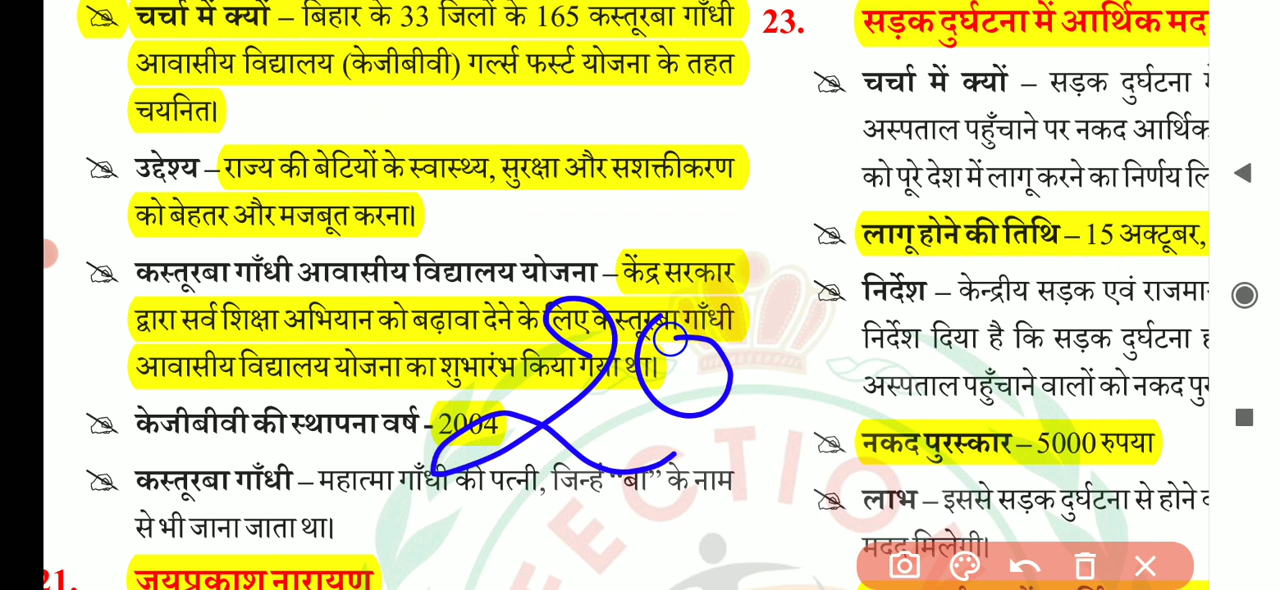 चर्चा में क्यों – बिहार के 33 जिलों के 165 कस्तूरबा गाँधी
आवासीय विद्यालय (केजीबीवी) गर्ल्स फर्स्ट योजना के तहत
चयनित।
उद्देश्य – राज्य की बेटियों के स्वास्थ्य, सुरक्षा और सशक्तीकरण
को बेहतर और मजबूत करना।
कस्तूरबा गाँधी आवासीय विद्यालय योजना – केंद्र सरकार
द्वारा सर्व शिक्षा अभियान को बढ़ावा देने के लिए कस्तूरबा गाँधी
आवासीय विद्यालय योजना का शुभारंभ किया गया था।
केजीबीवी की स्थापना वर्ष - 2004
कस्तूरबा गाँधी – महात्मा गाँधी की पत्नी, जिन्हें “बा” के नाम
से भी जाना जाता था।
21. जयप्रकाश नारायण
23. सड़क दुर्घटना में आर्थिक मद
चर्चा में क्यों – सड़क दुर्घटना
अस्पताल पहुँचाने पर नकद आर्थिक
को पूरे देश में लागू करने का निर्णय लि
लागू होने की तिथि – 15 अक्टूबर,
निर्देश – केन्द्रीय सड़क एवं राजमा
निर्देश दिया है कि सड़क दुर्घटना
अस्पताल पहुँचाने वालों को नकद पु
नकद पुरस्कार – 5000 रुपया
लाभ – इससे सड़क दुर्घटना से होने
मदद मिलेगी।